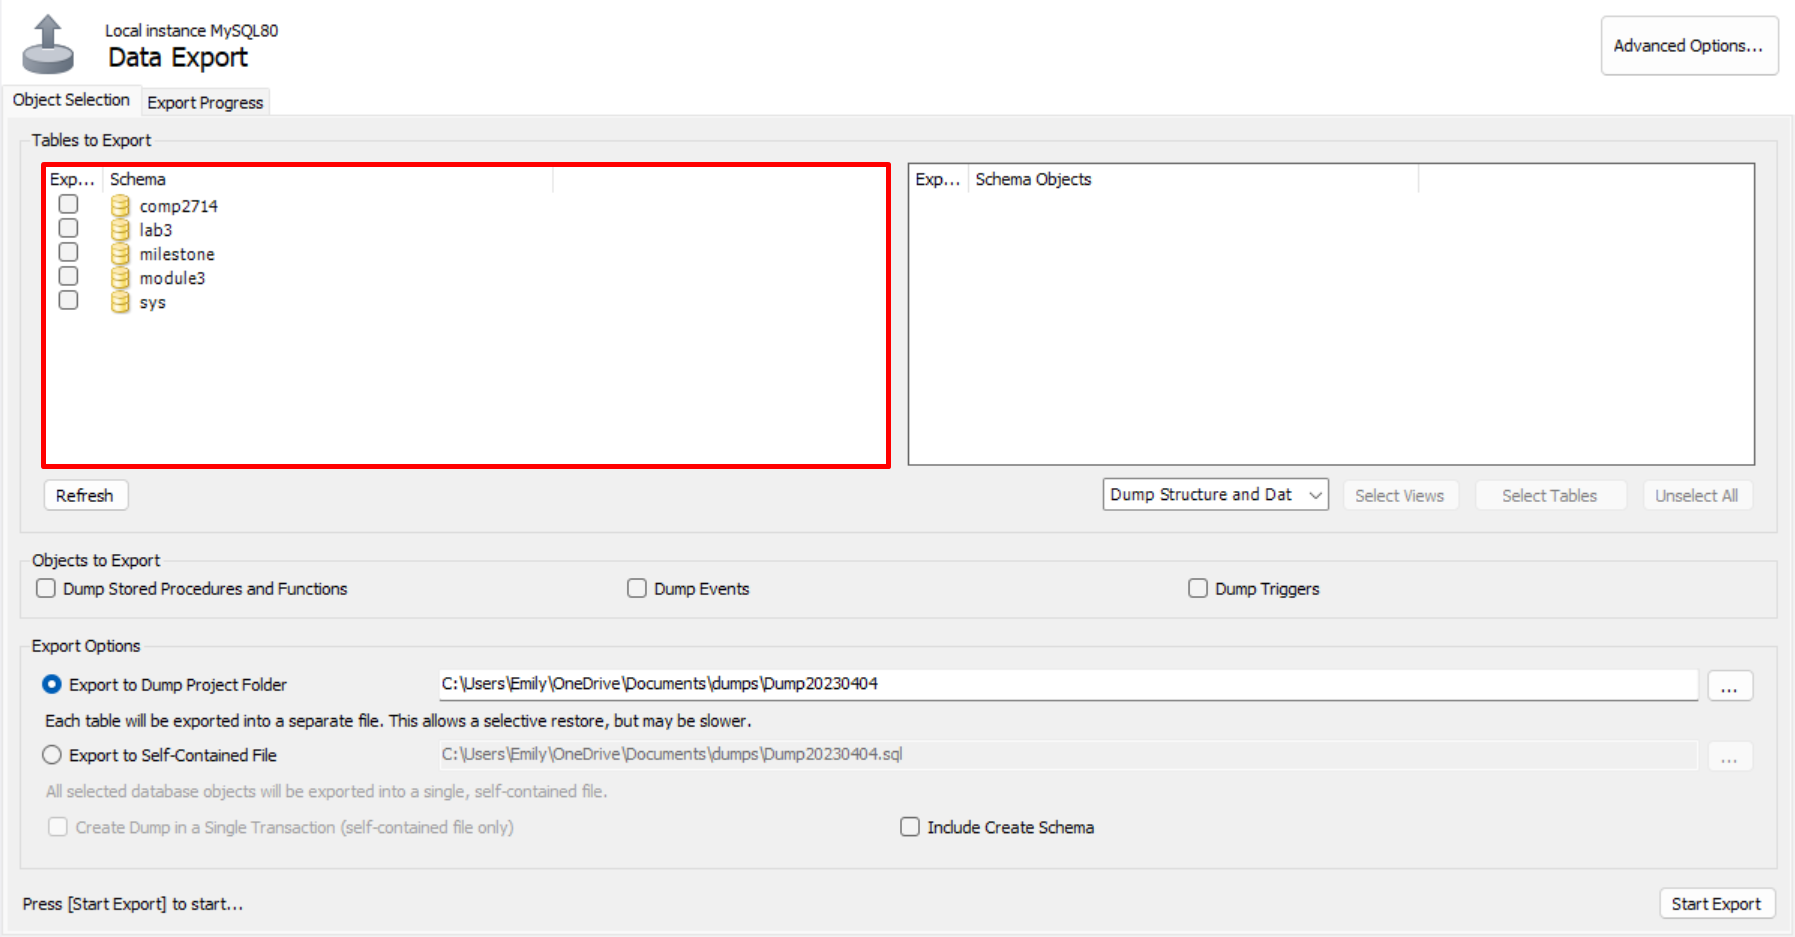 Local instance MySQL80
Data Export
Advanced Options...
Object Selection
Export Progress
Tables to Export
Exp... Schema
comp2714
lab3
milestone
module3
sys
Exp... Schema Objects
Refresh
Dump Structure and Dat
Select Views
Select Tables
Unselect All
Objects to Export
Dump Stored Procedures and Functions
Dump Events
Dump Triggers
Export Options
Export to Dump Project Folder
C:\Users\Emily\OneDrive\Documents\dumps\Dump20230404
...
Each table will be exported into a separate file. This allows a selective restore, but may be slower.
Export to Self-Contained File
C:\Users\Emily\OneDrive\Documents\dumps\Dump20230404.sql
...
All selected database objects will be exported into a single, self-contained file.
Create Dump in a Single Transaction (self-contained file only)
Include Create Schema
Press [Start Export] to start...
Start Export